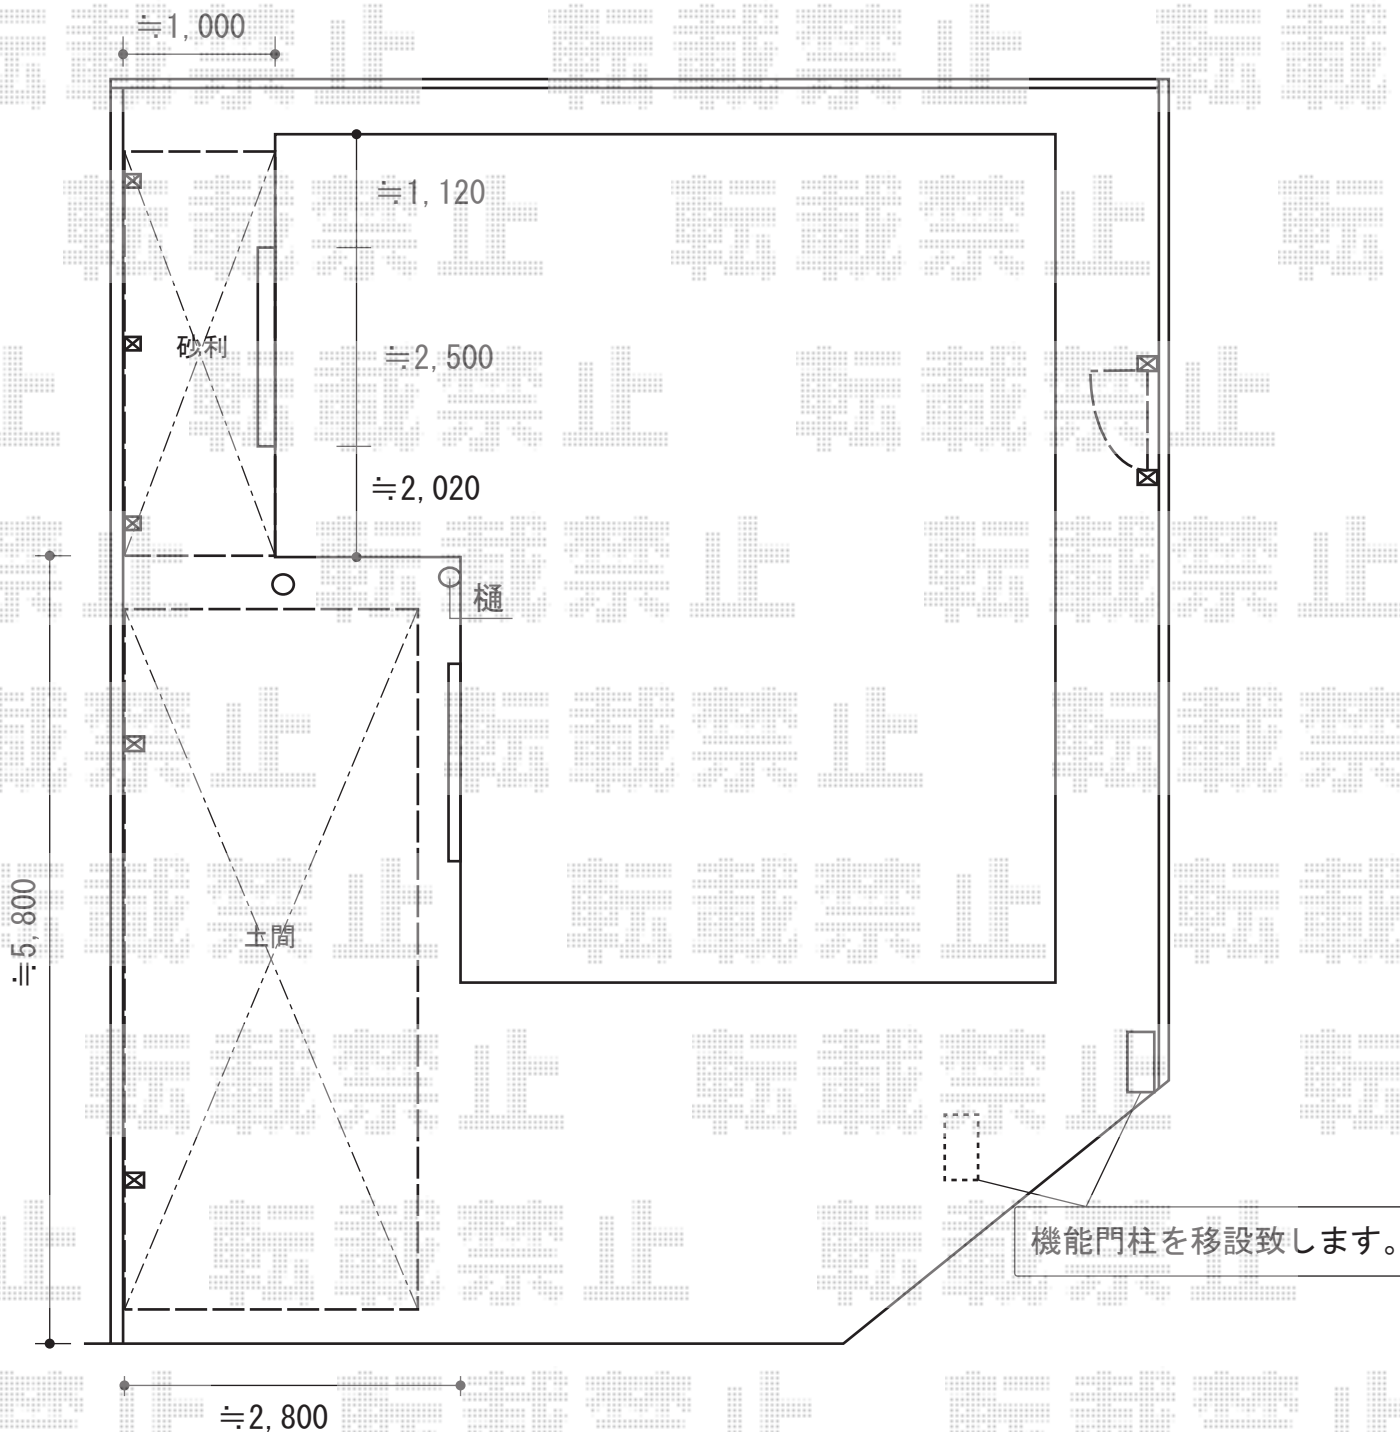 ≒1,000
≒1,120
砂利
≒2,500
≒2,020
樋
≒5,800
土間
機能門柱を移設致します。
≒2,800
転載禁止